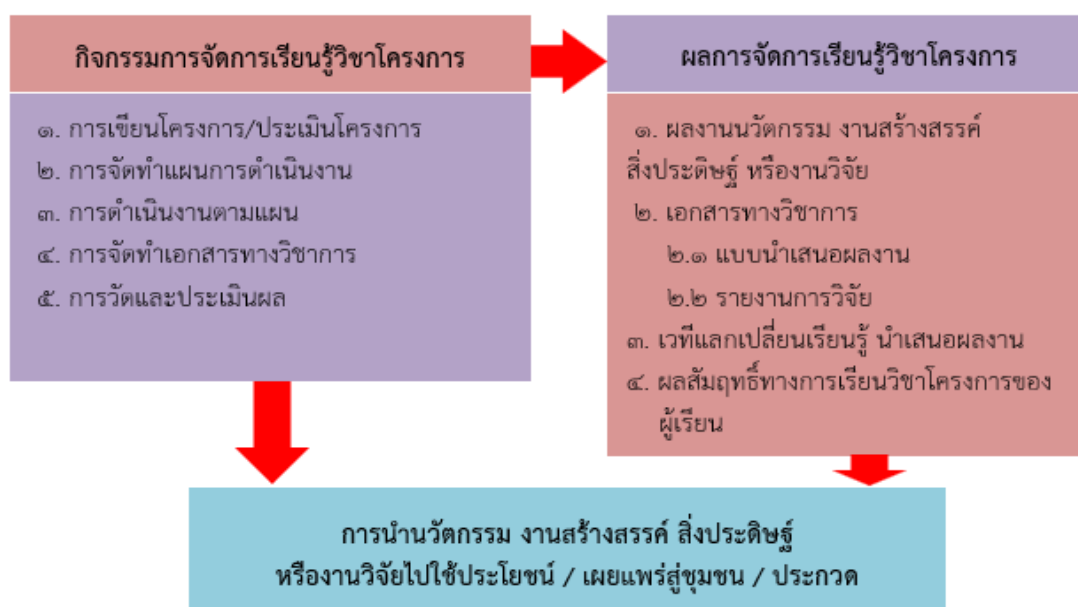 กิจกรรมการจัดการเรียนรู้วิชาโครงการ
๑. การเขียนโครงการ/ประเมินโครงการ
๒. การจัดทำแผนการดำเนินงาน
๓. การดำเนินงานตามแผน
๔. การจัดทำเอกสารทางวิชาการ
๕. การวัดและประเมินผล
ผลการจัดการเรียนรู้วิชาโครงการ
๑. ผลงานนวัตกรรม งานสร้างสรรค์
สิ่งประดิษฐ์ หรืองานวิจัย
๒. เอกสารทางวิชาการ
๒.๑ แบบนำเสนอผลงาน
๒.๒ รายงานการวิจัย
๓. เวทีแลกเปลี่ยนเรียนรู้ นำเสนอผลงาน
๔. ผลสัมฤทธิ์ทางการเรียนวิชาโครงการของ
ผู้เรียน
การนำนวัตกรรม งานสร้างสรรค์ สิ่งประดิษฐ์
หรืองานวิจัยไปใช้ประโยชน์ / เผยแพร่สู่ชุมชน / ประกวด